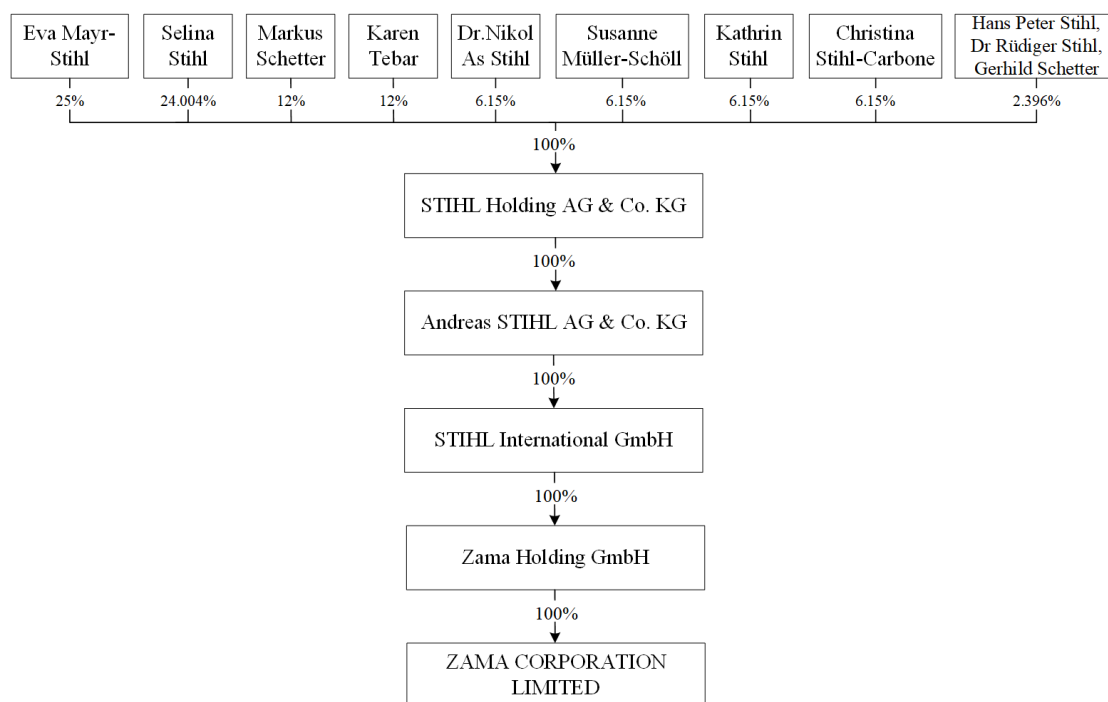 Eva Mayr-
Stihl
Selina
Stihl
Markus
Schetter
Karen
Tebar
Dr.Nikol
As Stihl
Susanne
Müller-Schöll
Kathrin
Stihl
Christina
Stihl-Carbone
Hans Peter Stihl,
Dr Rüdiger Stihl,
Gerhild Schetter
25%
24.004%
12%
12%
6.15%
6.15%
6.15%
6.15%
2.396%
100%
STIHL Holding AG & Co. KG
100%
Andreas STIHL AG & Co. KG
100%
STIHL International GmbH
100%
Zama Holding GmbH
100%
ZAMA CORPORATION
LIMITED